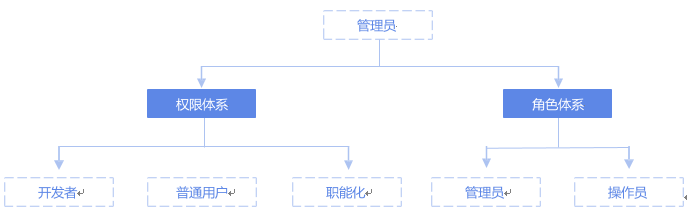 管理员
权限体系
角色体系
开发者
普通用户
职能化
管理员
操作员